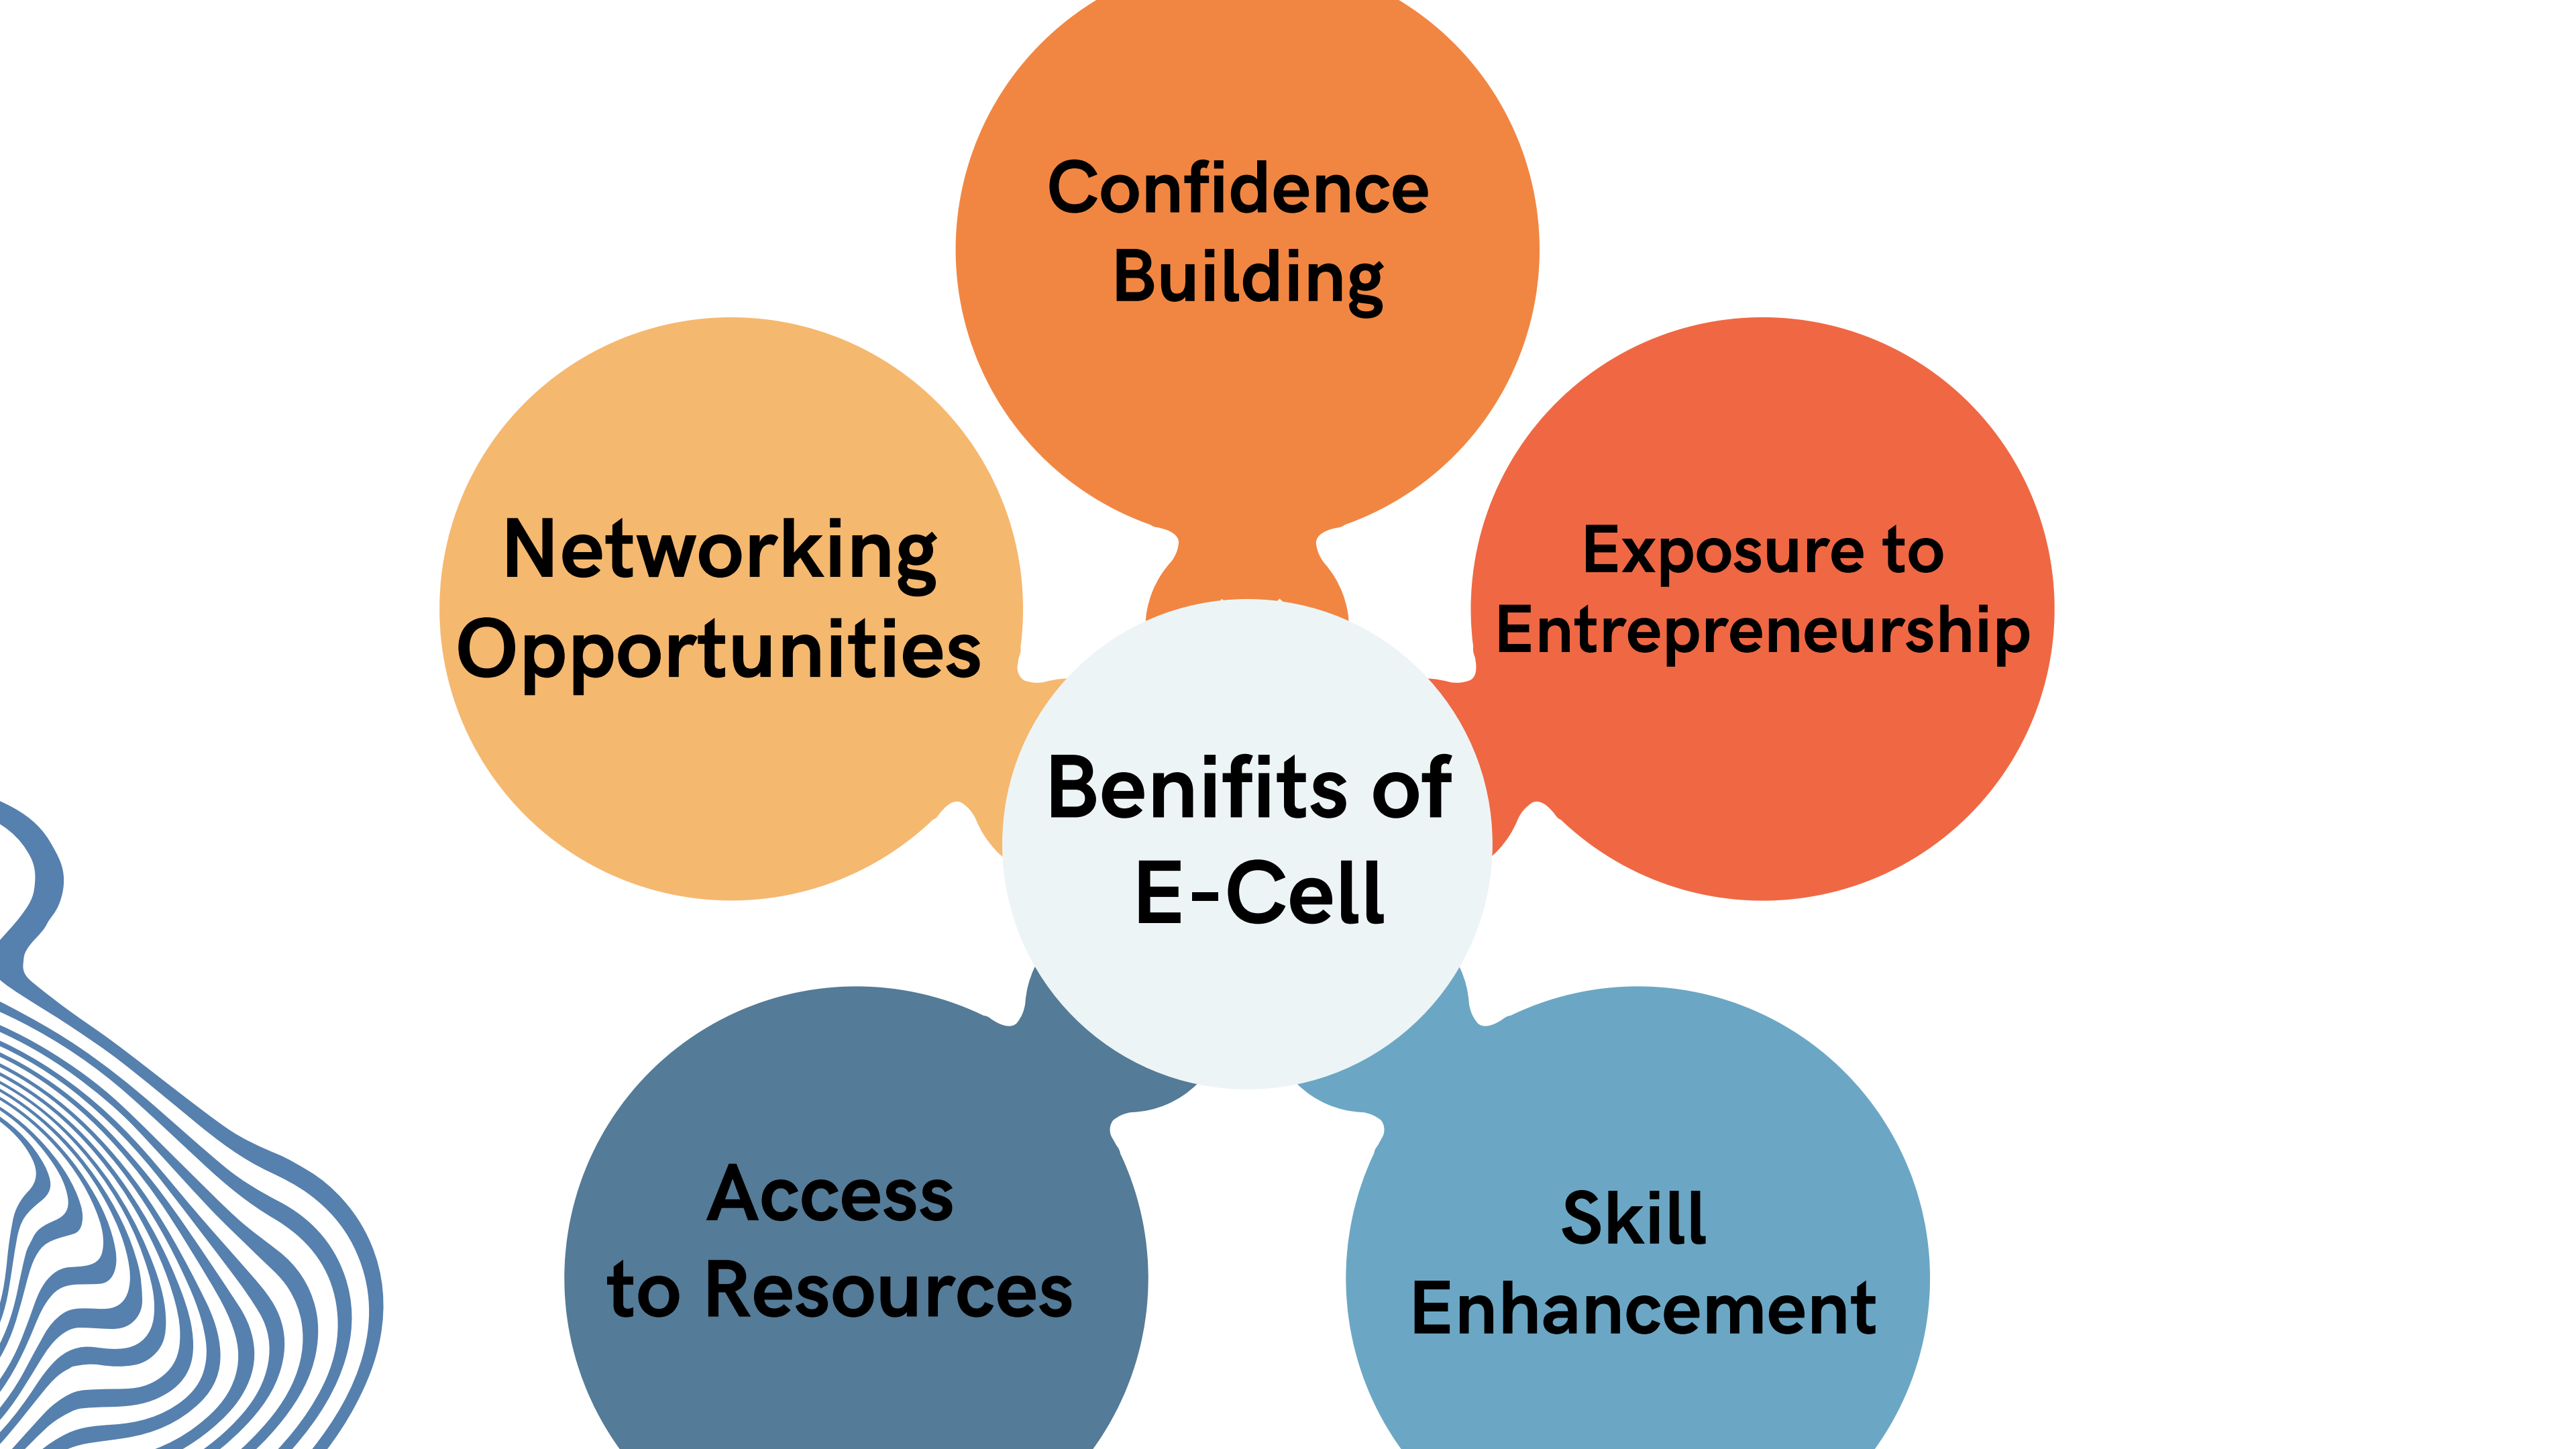 Confidence
Building
Networking
Opportunities
Exposure to
Entrepreneurship
Benifits of
E-Cell
Access
to Resources
Skill
Enhancement